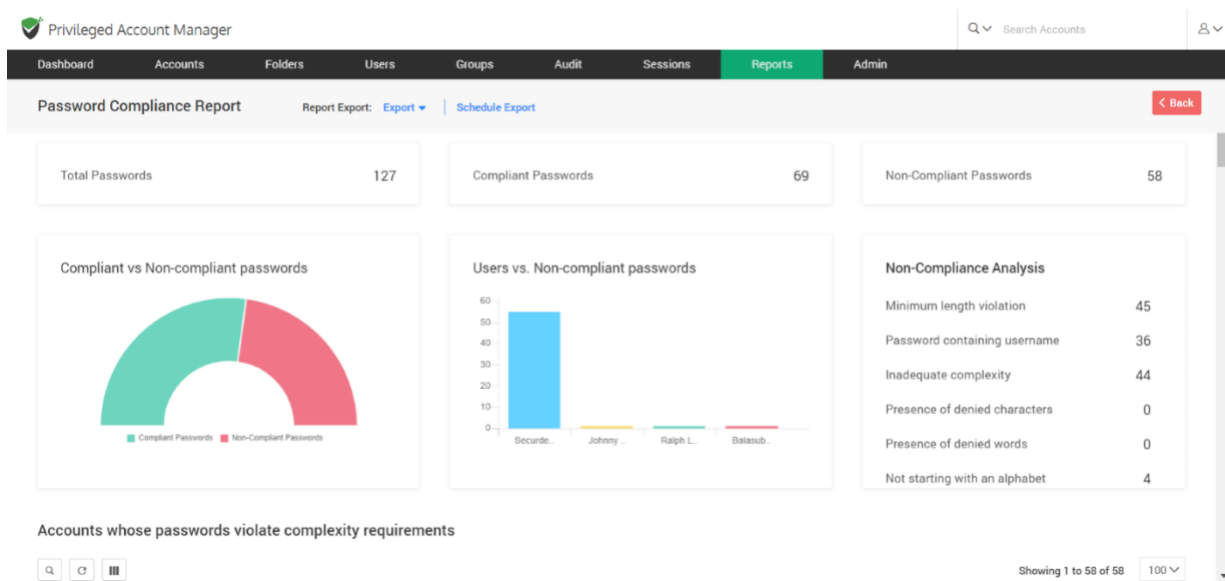 Privileged Account Manager
Search Accounts
Dashboard Accounts Folders Users Groups Audit Sessions Reports Admin
Password Compliance Report Report Export: Export Schedule Export Back
Total Passwords 127
Compliant Passwords 69
Non-Compliant Passwords 58
Compliant vs Non-compliant passwords
Compliant Passwords Non-Compliant Passwords
Users vs. Non-compliant passwords
60
50
40
30
20
10
0
Securde... Johnny ... Ralph L... Balasub...
Non-Compliance Analysis
Minimum length violation 45
Password containing username 36
Inadequate complexity 44
Presence of denied characters 0
Presence of denied words 0
Not starting with an alphabet 4
Accounts whose passwords violate complexity requirements
Showing 1 to 58 of 58 100